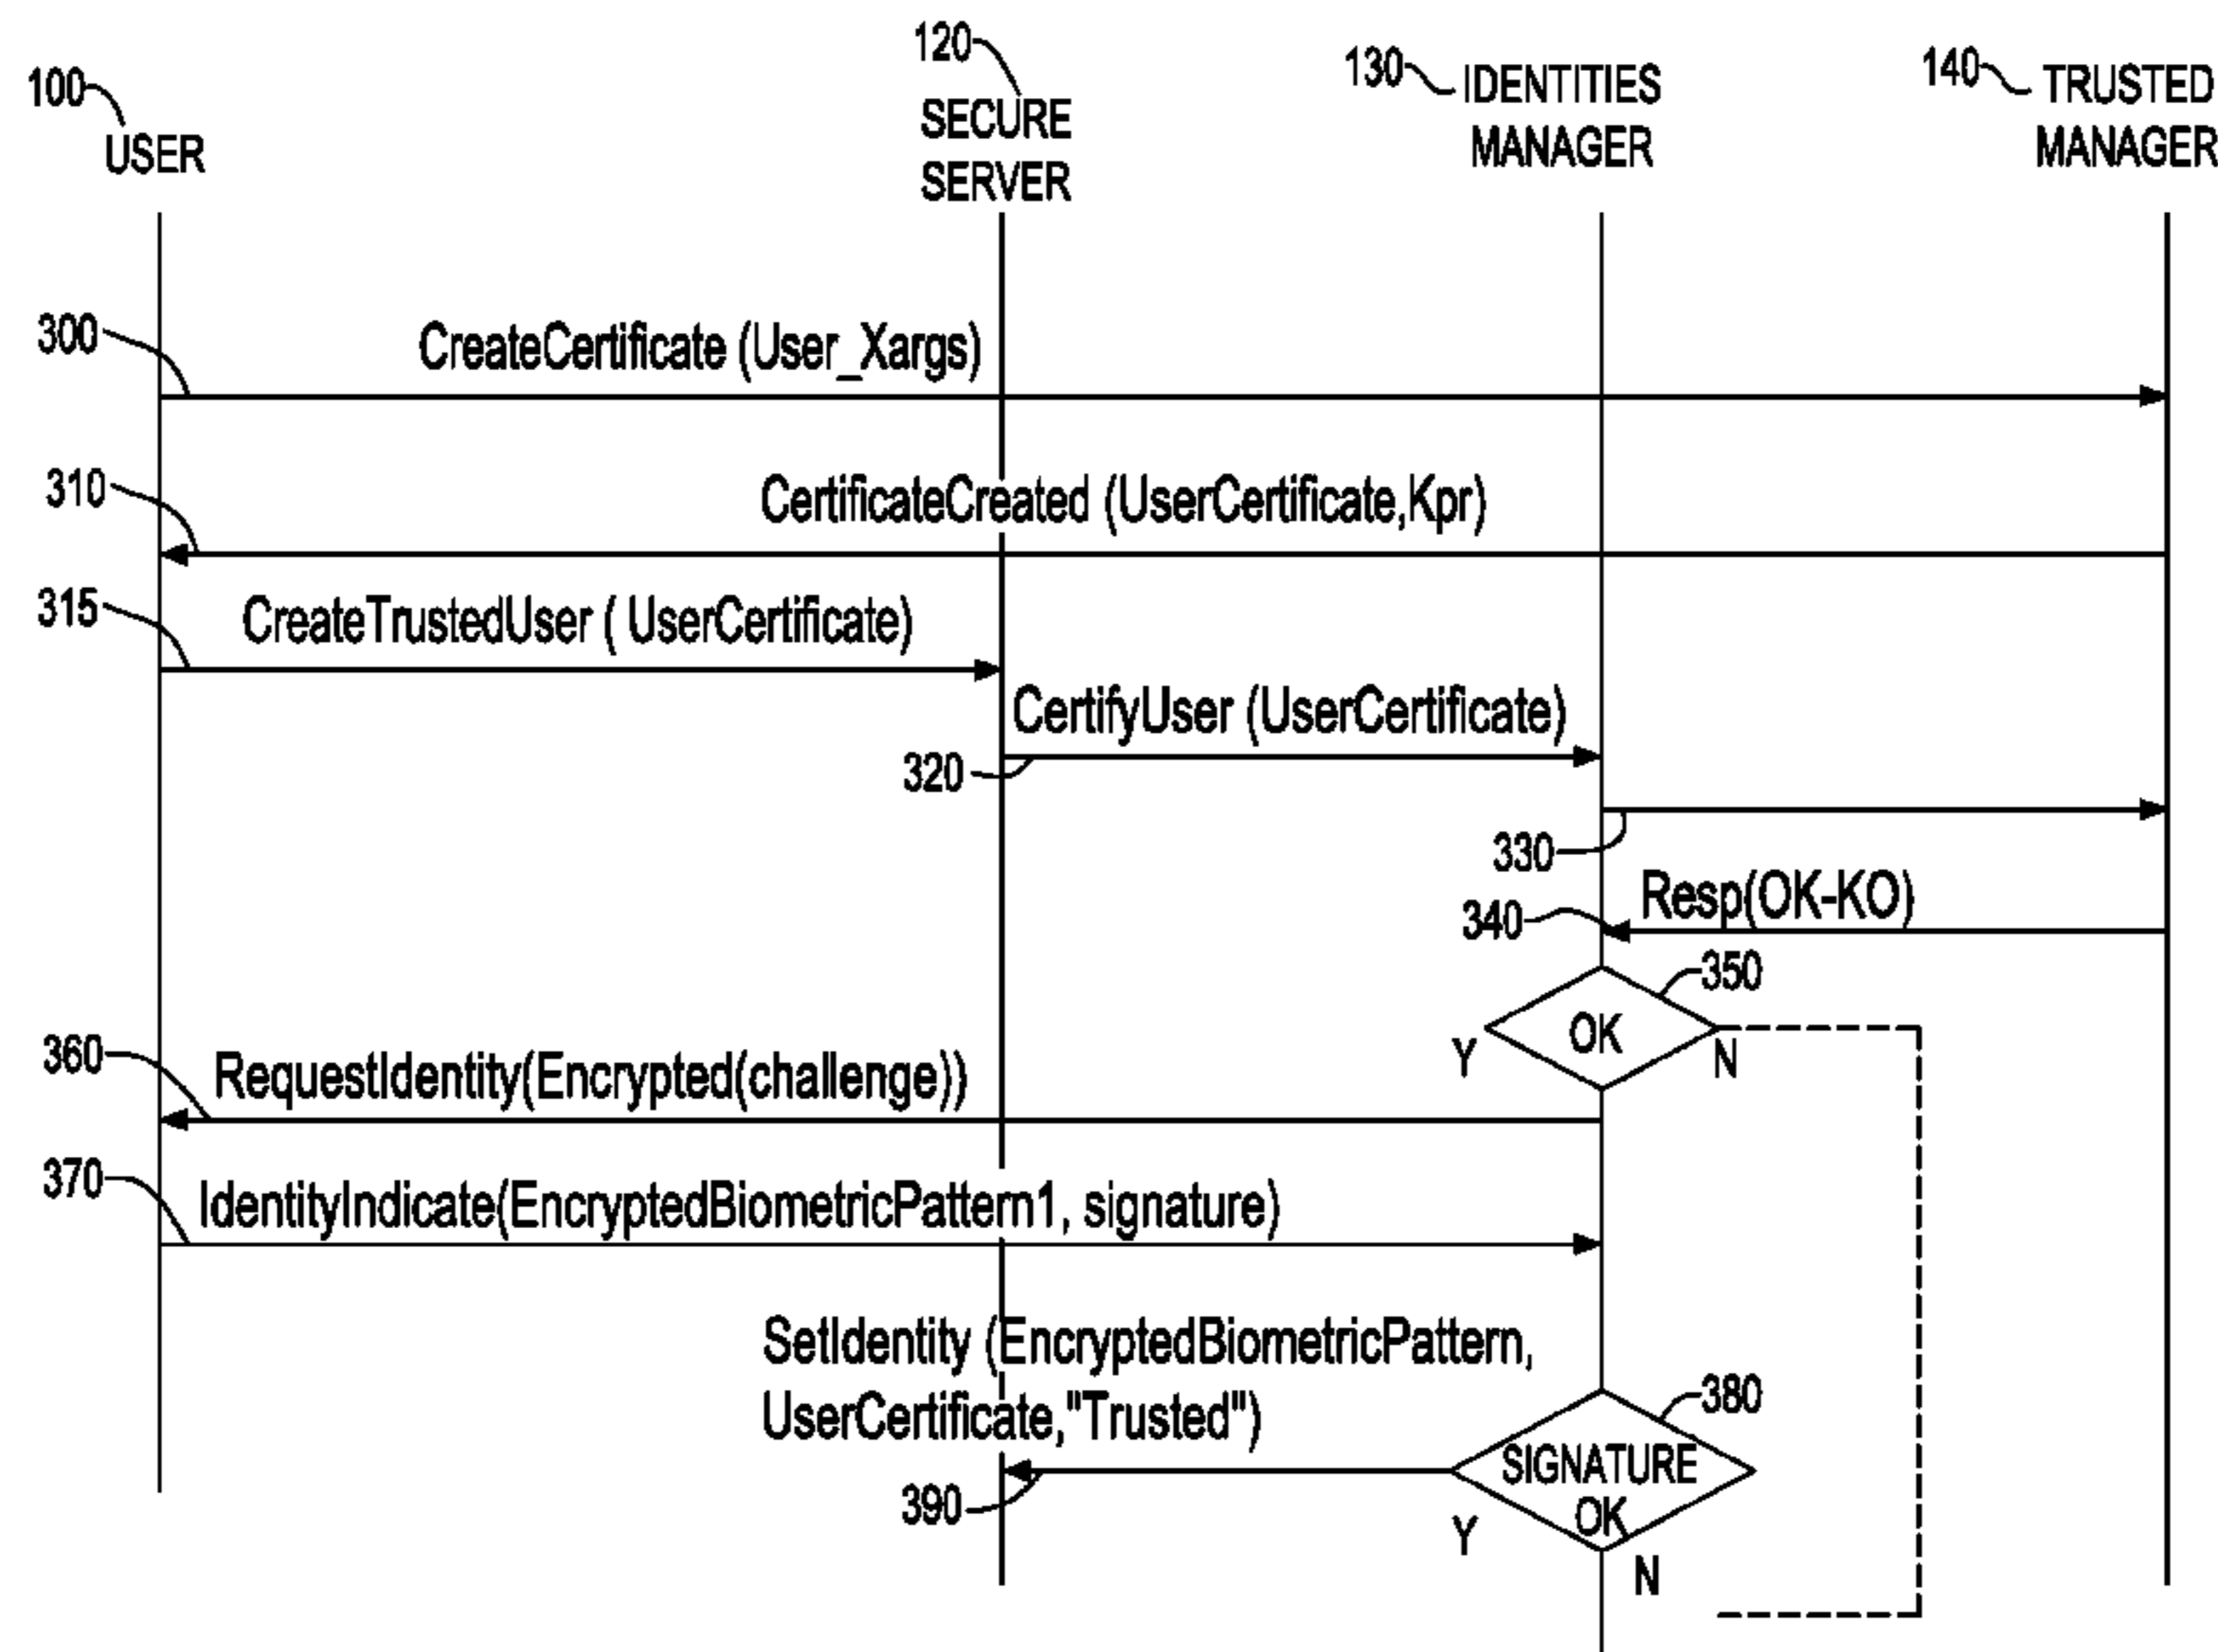 100
USER
120
SECURE
SERVER
130
IDENTITIES
MANAGER
140
TRUSTED
MANAGER
300
CreateCertificate (User_Xargs)
310
CertificateCreated (UserCertificate,Kpr)
315
CreateTrustedUser ( UserCertificate)
CertifyUser (UserCertificate)
320
330
340
Resp(OK-KO)
350
OK
Y
N
360
RequestIdentity(Encrypted(challenge))
370
IdentityIndicate(EncryptedBiometricPattern1, signature)
SetIdentity (EncryptedBiometricPattern,
UserCertificate,"Trusted")
380
SIGNATURE
OK
390
Y
N